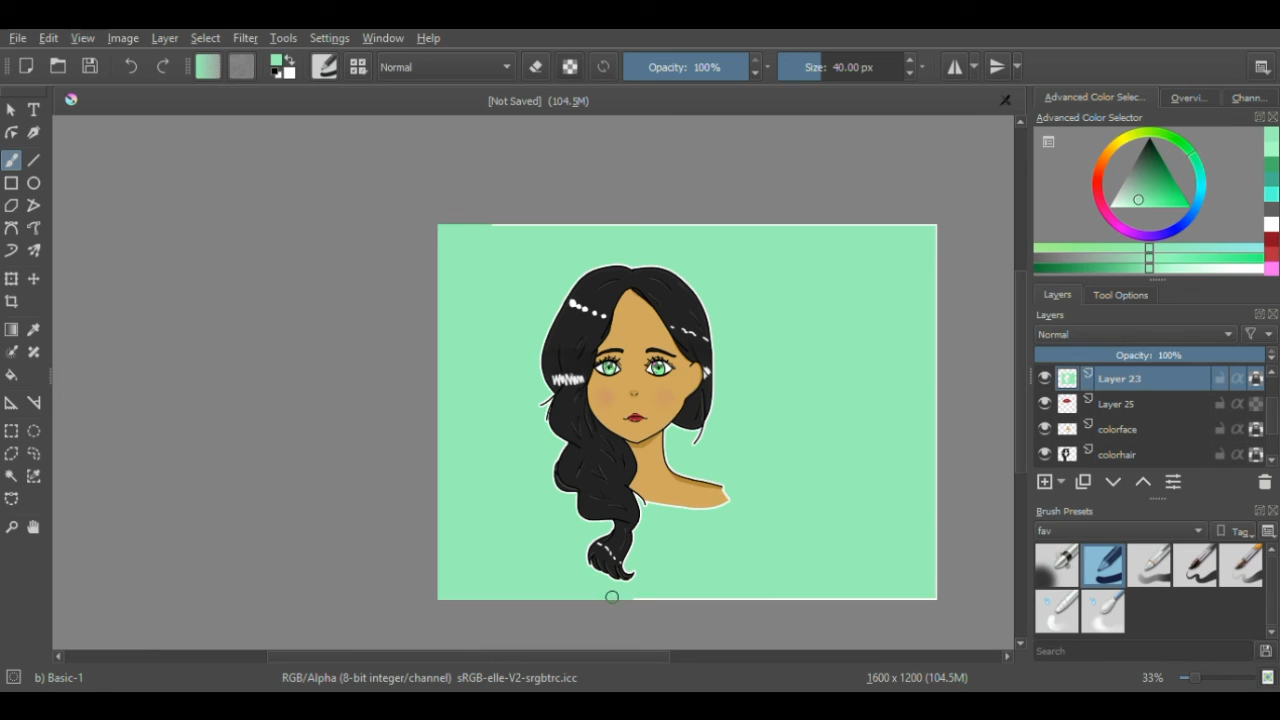 File Edit View Image Layer Select Filter Tools Settings Window Help
Normal Opacity: 100% Size: 40.00 px
[Not Saved] (104.5M)
Advanced Color Selec... Overvi... Chann...
Advanced Color Selector
Layers Tool Options
Layers
Normal
Opacity: 100%
Layer 23
Layer 25
colorface
colorhair
Brush Presets
fav Tag
Search
b) Basic-1 RGB/Alpha (8-bit integer/channel) sRGB-elle-V2-srgbtrc.icc 1600 x 1200 (104.5M) 33%